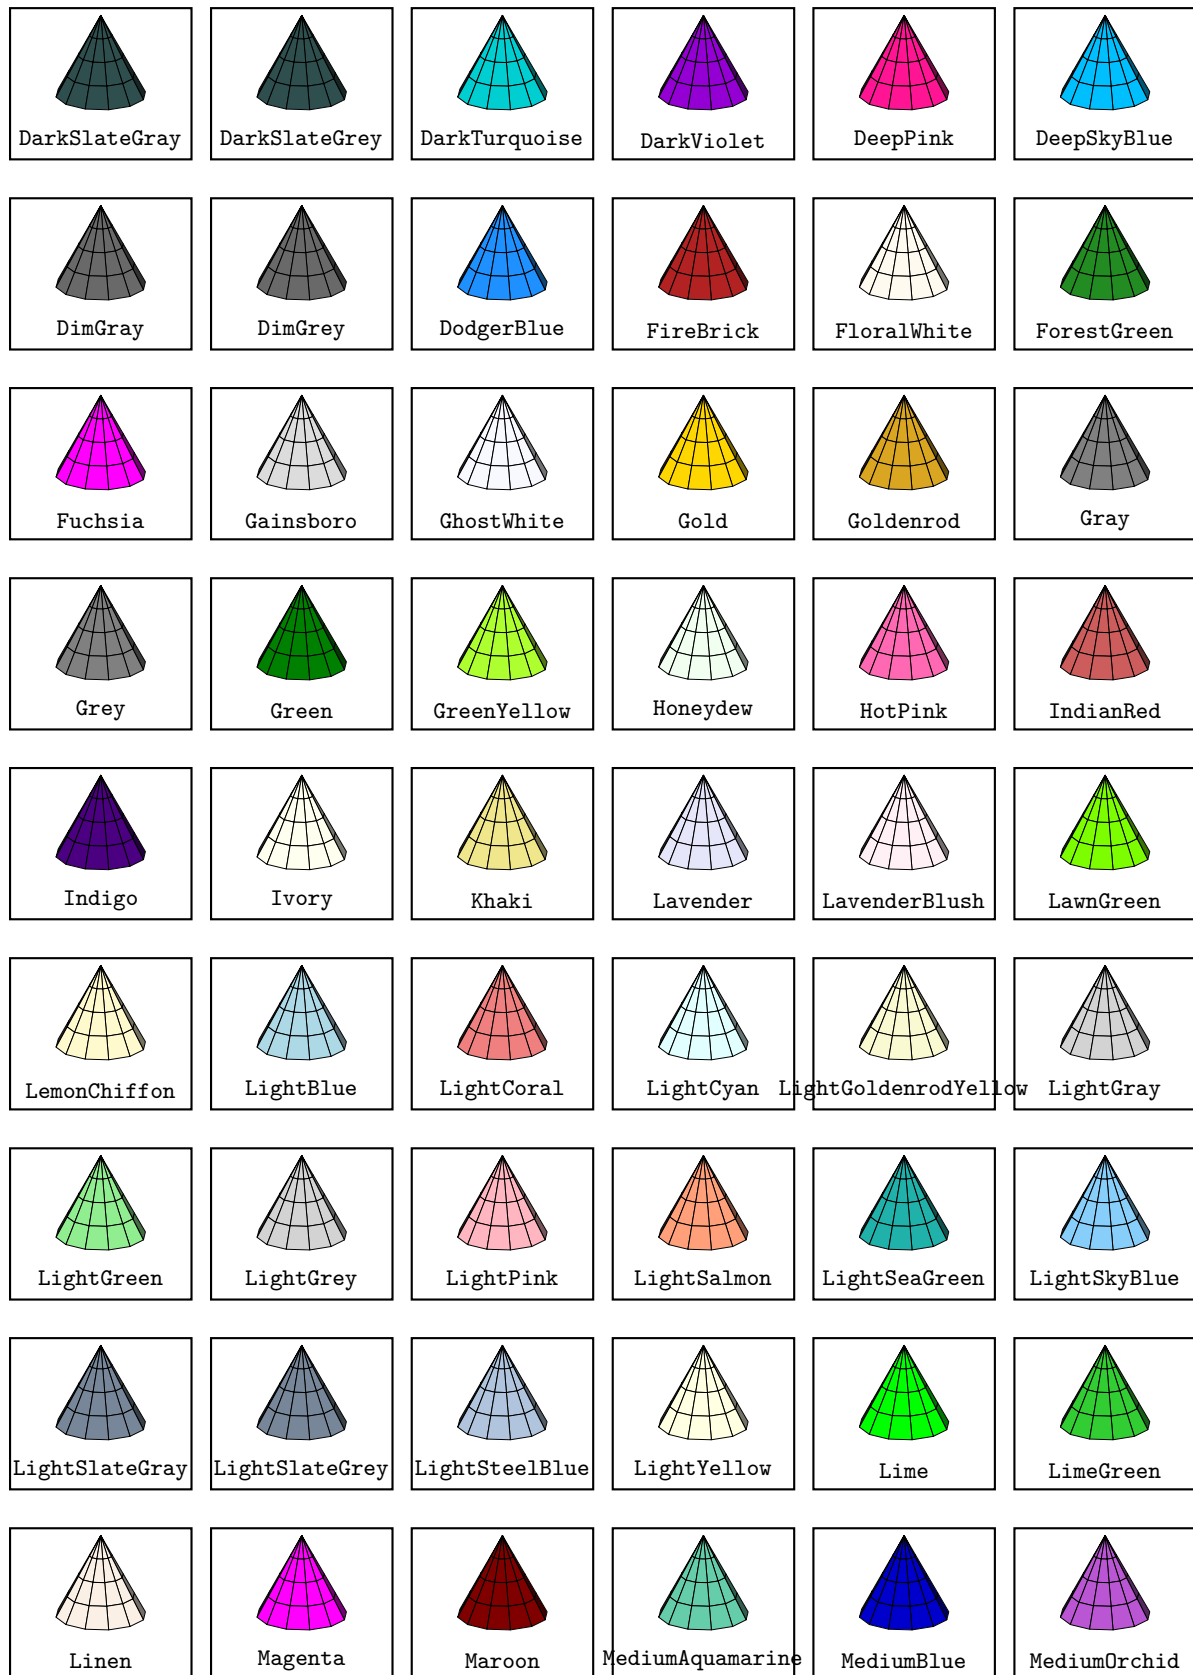 DarkSlateGray DarkSlateGrey DarkTurquoise DarkViolet DeepPink DeepSkyBlue
DimGray DimGrey DodgerBlue FireBrick FloralWhite ForestGreen
Fuchsia Gainsboro GhostWhite Gold Goldenrod Gray
Grey Green GreenYellow Honeydew HotPink IndianRed
Indigo Ivory Khaki Lavender LavenderBlush LawnGreen
LemonChiffon LightBlue LightCoral LightCyan LightGoldenrodYellow LightGray
LightGreen LightGrey LightPink LightSalmon LightSeaGreen LightSkyBlue
LightSlateGray LightSlateGrey LightSteelBlue LightYellow Lime LimeGreen
Linen Magenta Maroon MediumAquamarine MediumBlue MediumOrchid